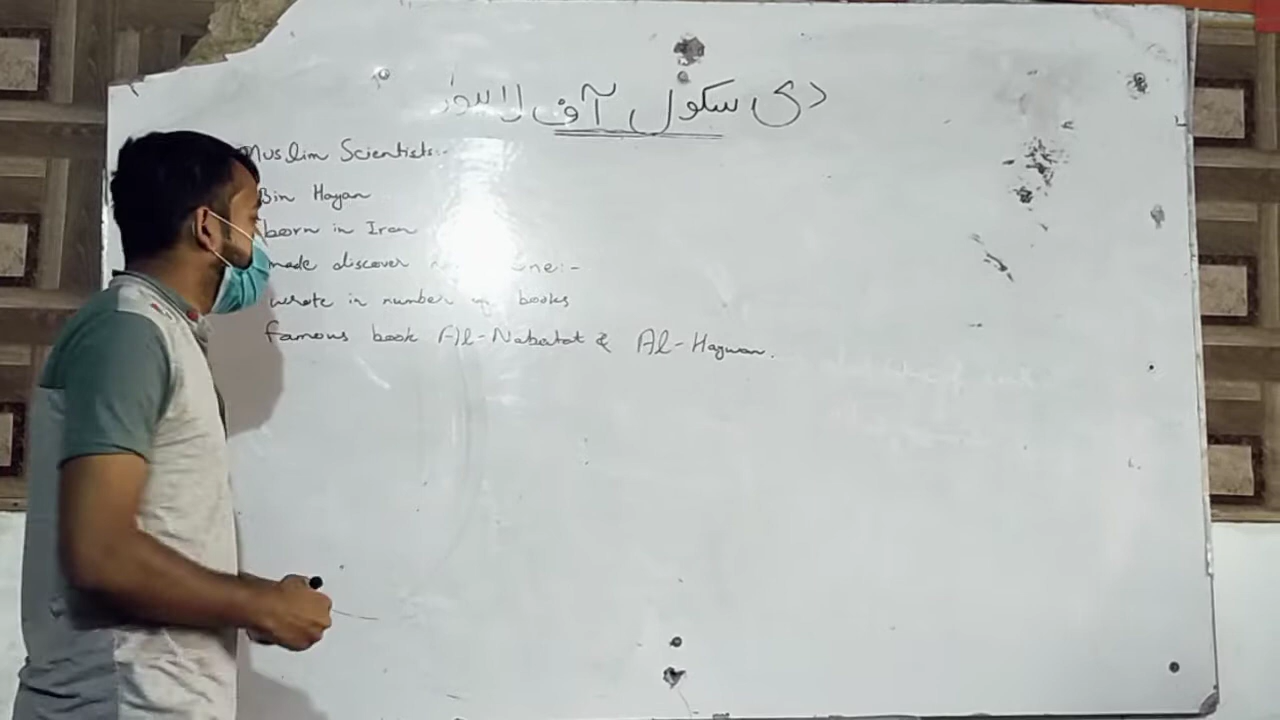 دی سکول آف لاہور
Muslim Scientists:-
Bin Hayan
born in Iran
made discover
wrote in number of books
famous book Al-Nabatat & Al-Haywan.